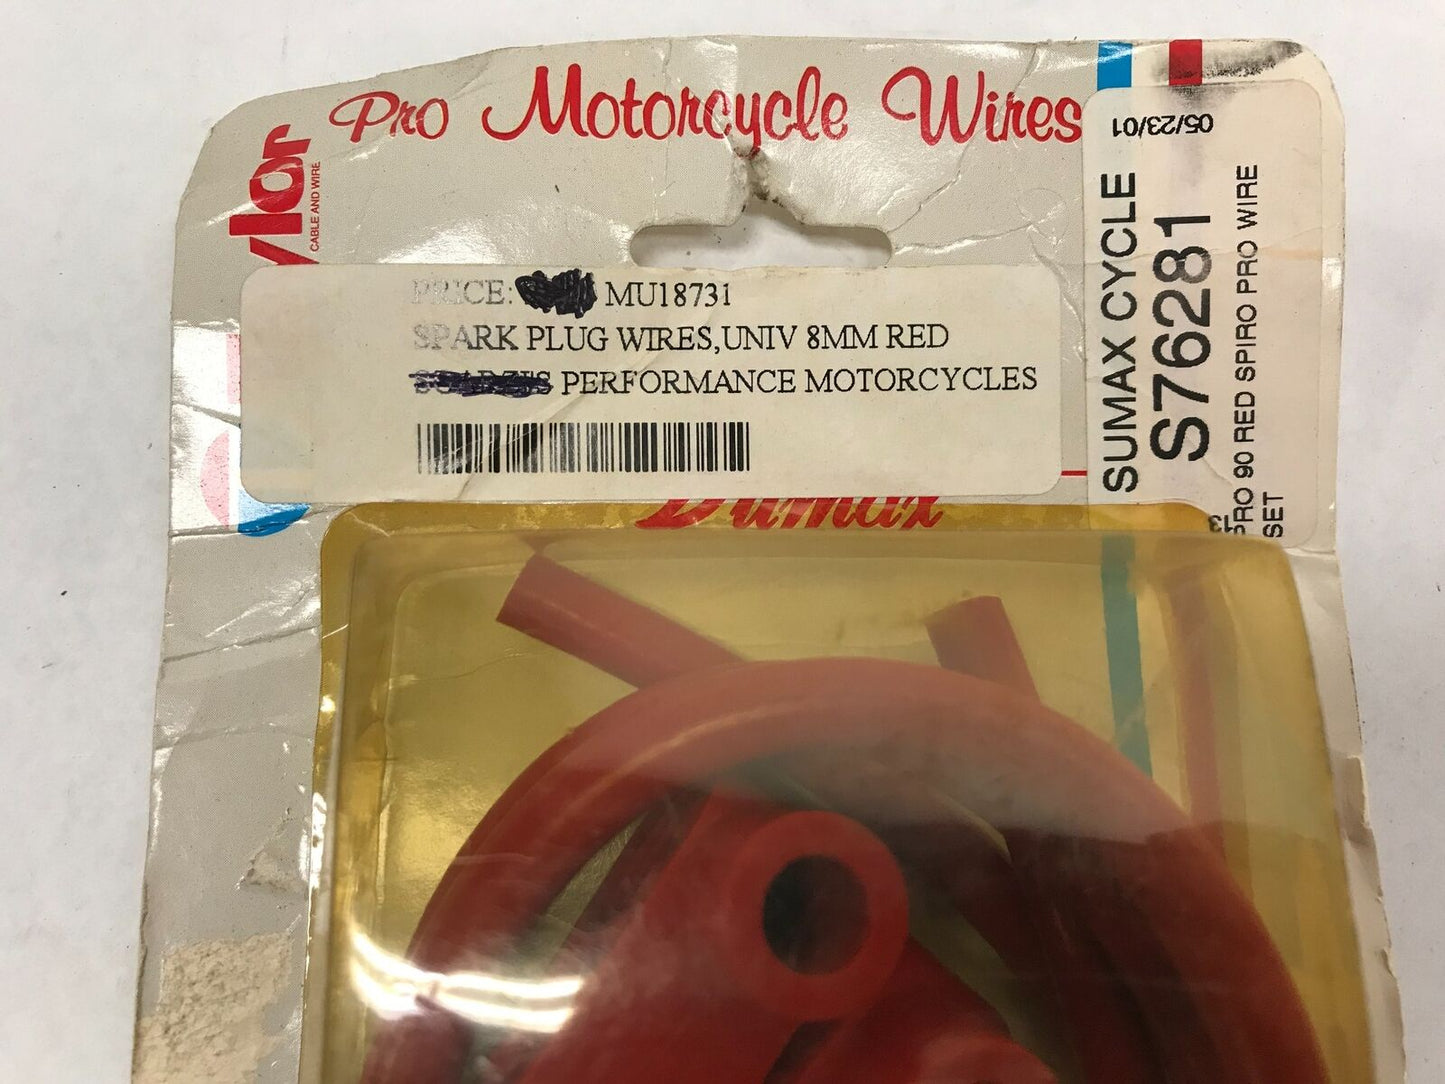 Pro Motorcycle Wires
CABLE AND WIRE
PRICE: MU18731
SPARK PLUG WIRES,UNIV 8MM RED
PERFORMANCE MOTORCYCLES
05/23/01
SUMAX CYCLE
S76281
PRO 90 RED SPIRO PRO WIRE
SET
13